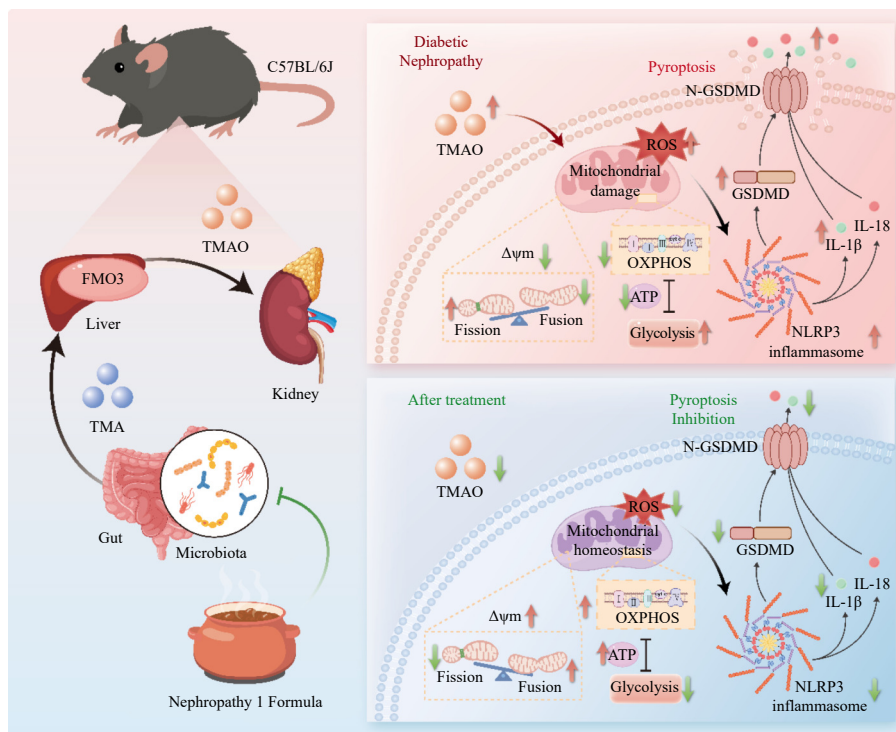 C57BL/6J
TMAO
FMO3
Liver
Kidney
TMA
Gut
Microbiota
Nephropathy 1 Formula
Diabetic
Nephropathy
Pyroptosis
N-GSDMD
TMAO
ROS
Mitochondrial
damage
GSDMD
IL-18
IL-1β
Δψm
OXPHOS
ATP
Fission
Fusion
Glycolysis
NLRP3
inflammasome
After treatment
Pyroptosis
Inhibition
N-GSDMD
TMAO
ROS
Mitochondrial
homeostasis
GSDMD
IL-18
IL-1β
Δψm
OXPHOS
ATP
Fission
Fusion
Glycolysis
NLRP3
inflammasome